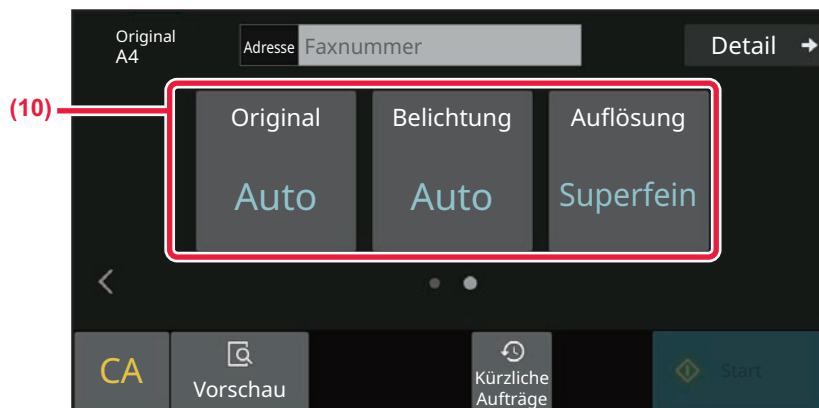 Original
A4
Adresse Faxnummer
Detail
(10)
Original Belichtung Auflösung
Auto Auto Superfein
CA
Vorschau
Kürzliche
Aufträge
Start